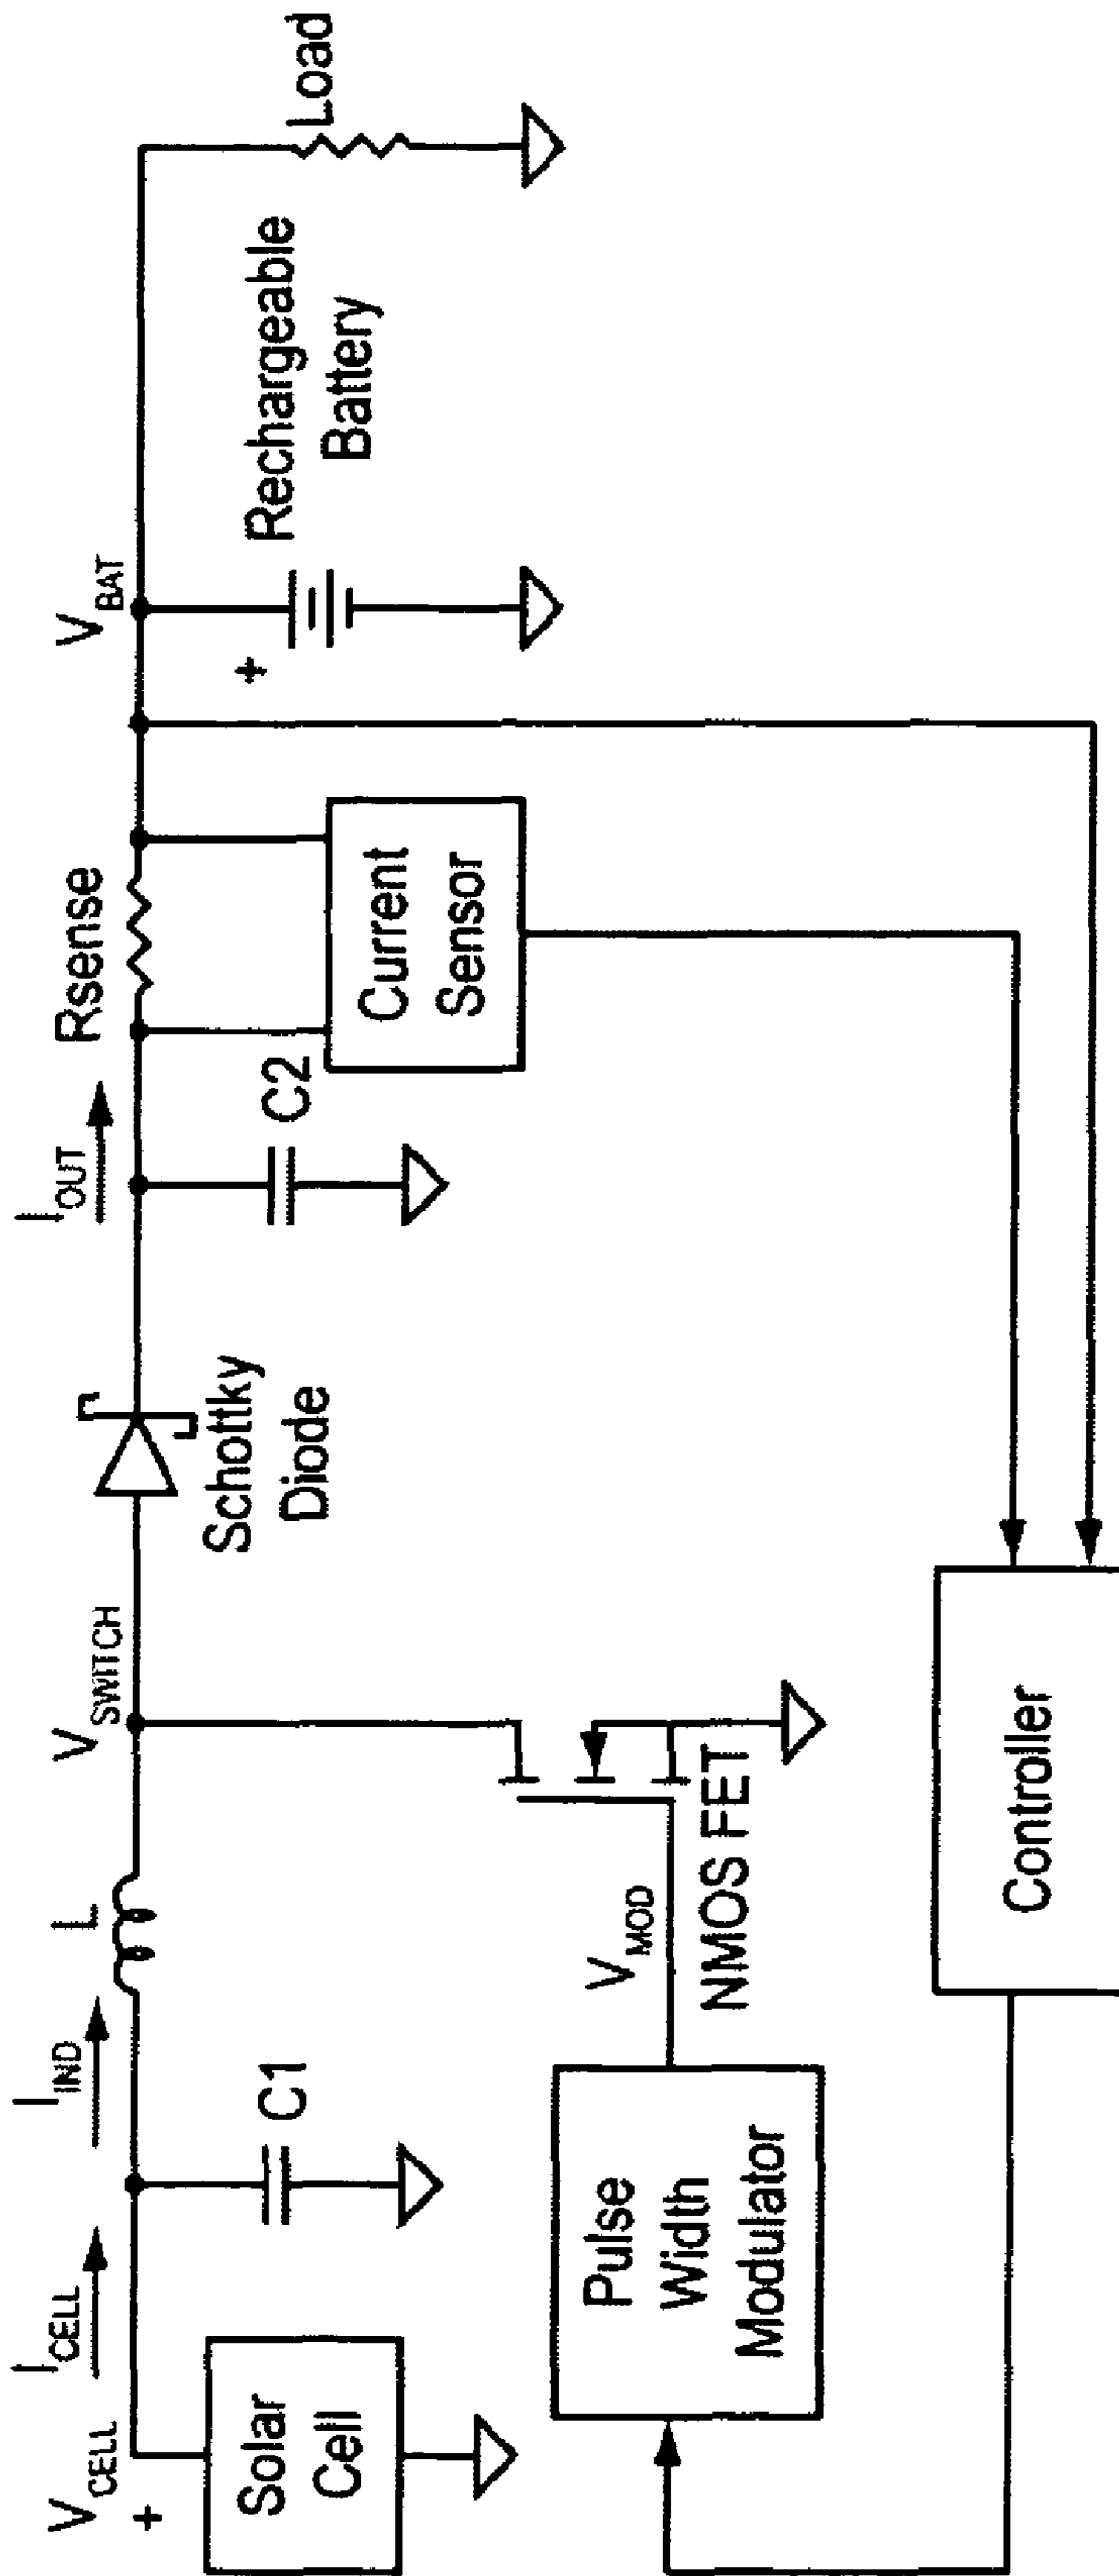 V_CELL
+
I_CELL
I_IND
L
V_SWITCH
I_OUT
Rsense
V_BAT
Solar
Cell
C1
Schottky
Diode
C2
Current
Sensor
+
Rechargeable
Battery
Load
Pulse
Width
Modulator
V_MOD
NMOS FET
Controller